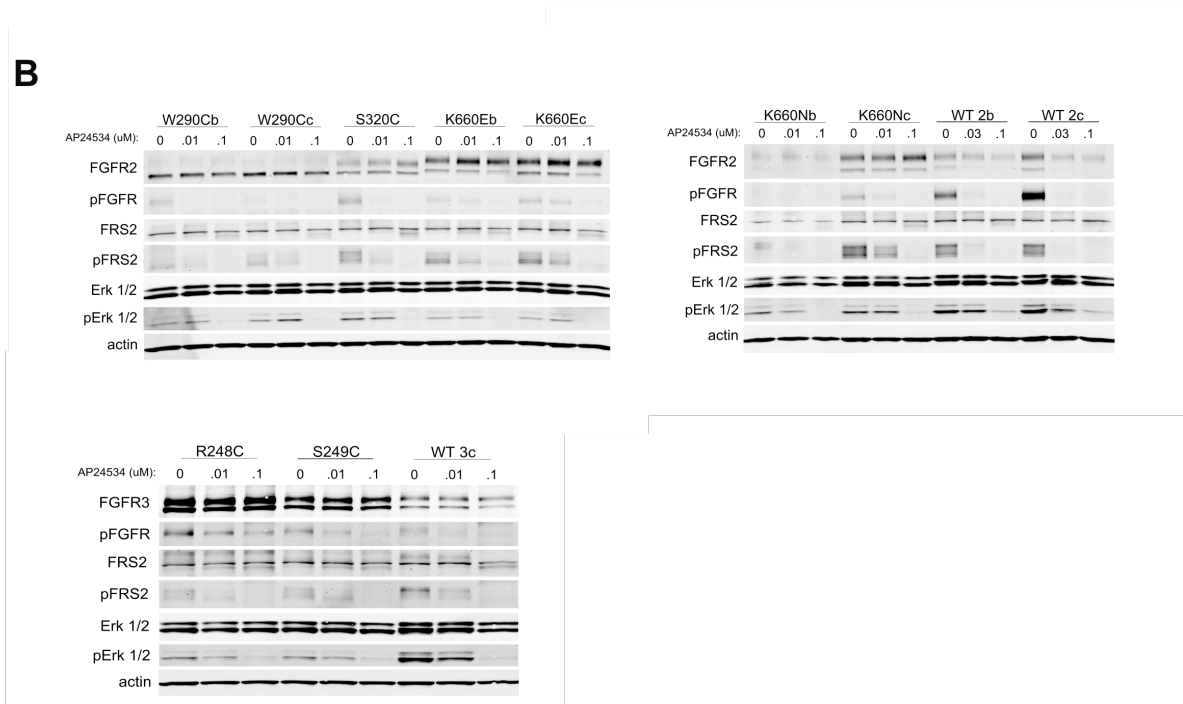 B
W290Cb W290Cc S320C K660Eb K660Ec
AP24534 (uM): 0 .01 .1 0 .01 .1 0 .01 .1 0 .01 .1 0 .01 .1
FGFR2
pFGFR
FRS2
pFRS2
Erk 1/2
pErk 1/2
actin
K660Nb K660Nc WT 2b WT 2c
AP24534 (uM): 0 .01 .1 0 .01 .1 0 .03 .1 0 .03 .1
FGFR2
pFGFR
FRS2
pFRS2
Erk 1/2
pErk 1/2
actin
R248C S249C WT 3c
AP24534 (uM): 0 .01 .1 0 .01 .1 0 .01 .1
FGFR3
pFGFR
FRS2
pFRS2
Erk 1/2
pErk 1/2
actin